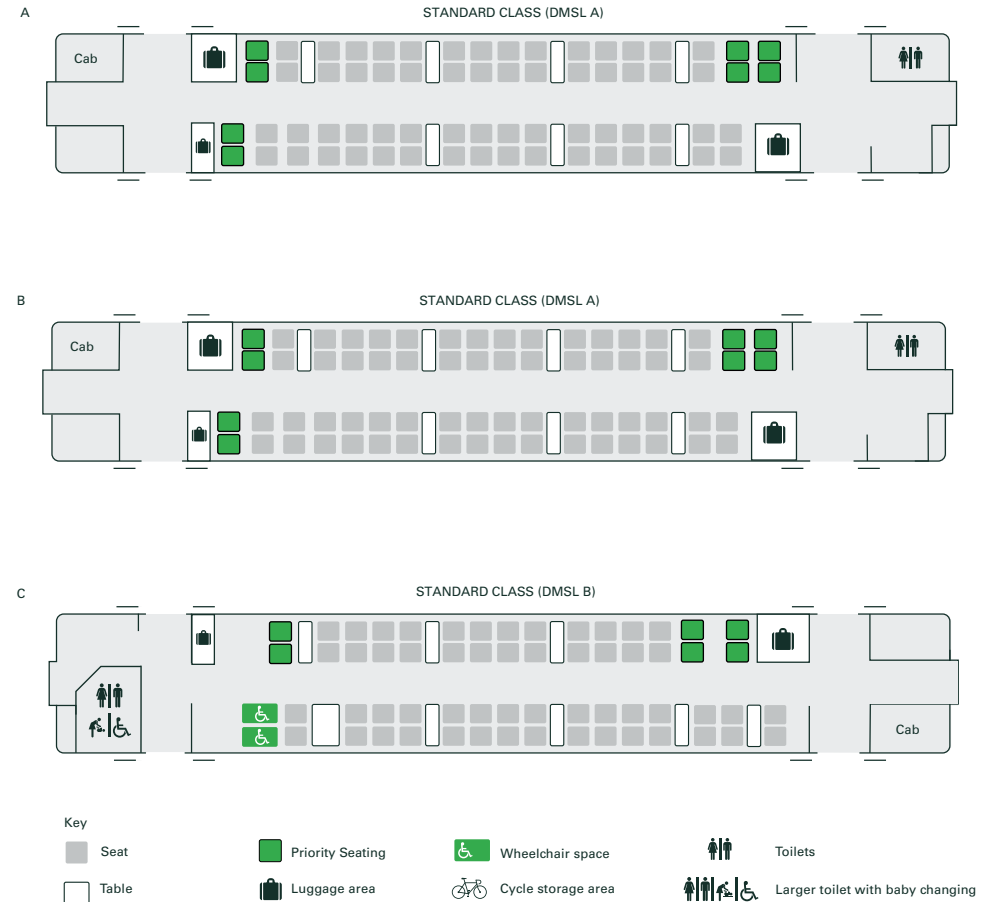 A
STANDARD CLASS (DMSL A)
Cab
B
STANDARD CLASS (DMSL A)
Cab
C
STANDARD CLASS (DMSL B)
Cab
Key
Seat
Priority Seating
Wheelchair space
Toilets
Table
Luggage area
Cycle storage area
Larger toilet with baby changing